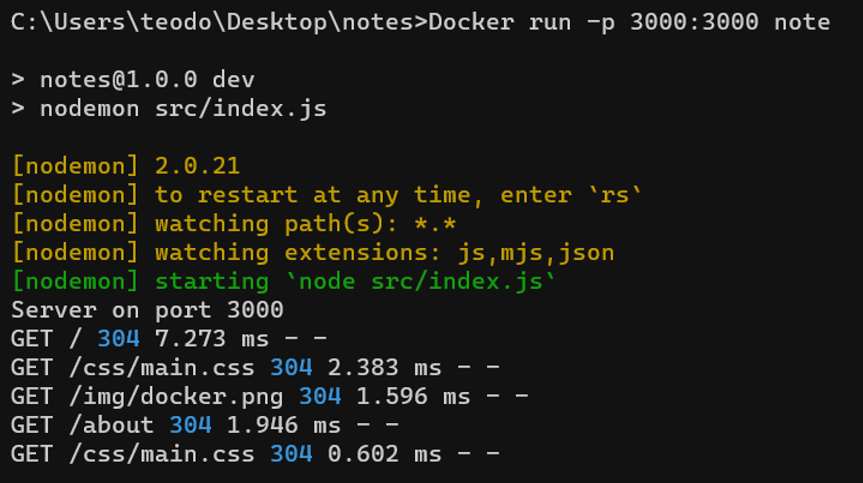 C:\Users\teodo\Desktop\notes>Docker run -p 3000:3000 note
> notes@1.0.0 dev
> nodemon src/index.js
[nodemon] 2.0.21
[nodemon] to restart at any time, enter `rs`
[nodemon] watching path(s): *.*
[nodemon] watching extensions: js,mjs,json
[nodemon] starting `node src/index.js`
Server on port 3000
GET / 304 7.273 ms - -
GET /css/main.css 304 2.383 ms - -
GET /img/docker.png 304 1.596 ms - -
GET /about 304 1.946 ms - -
GET /css/main.css 304 0.602 ms - -